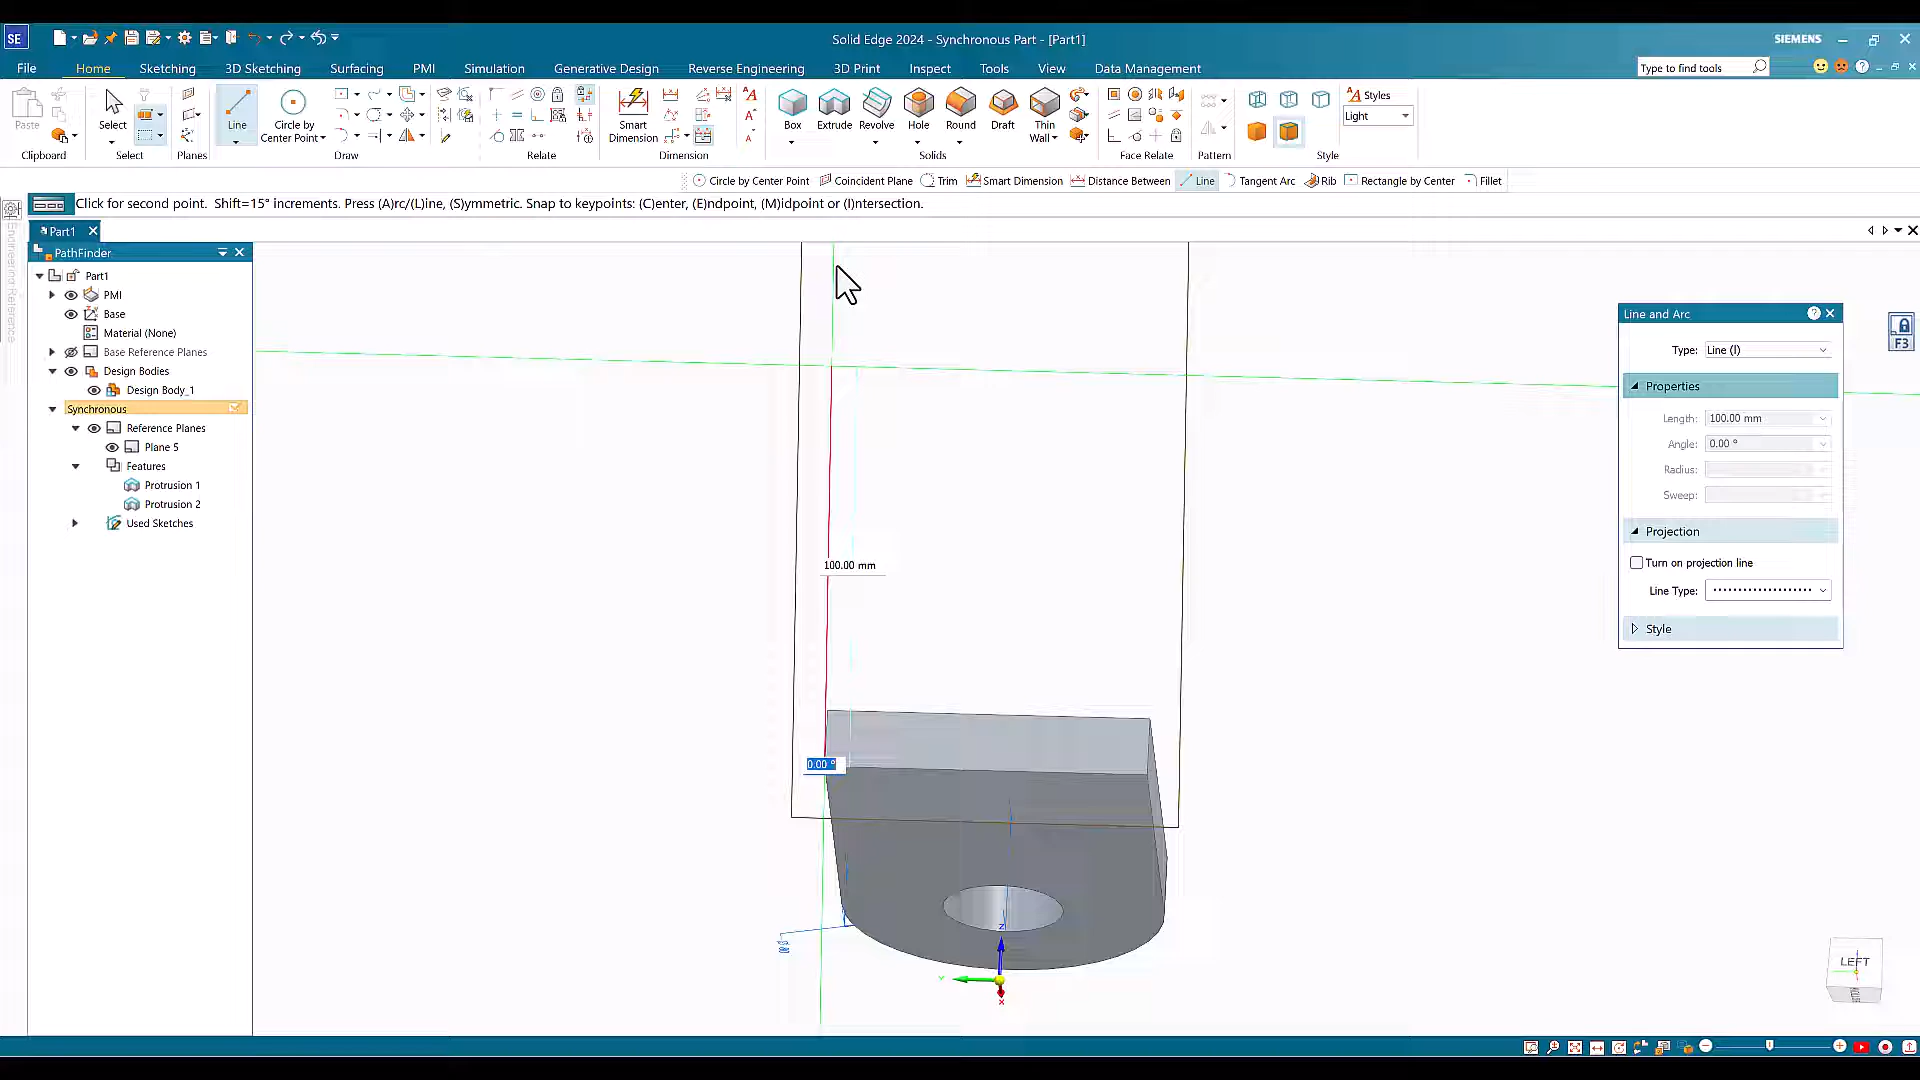 SE
Solid Edge 2024 - Synchronous Part - [Part1]
SIEMENS
File Home Sketching 3D Sketching Surfacing PMI Simulation Generative Design Reverse Engineering 3D Print Inspect Tools View Data Management
Type to find tools
Paste
Select
Line
Circle by Center Point
Smart Dimension
Box
Extrude
Revolve
Hole
Round
Draft
Thin Wall
Styles
Light
Clipboard Select Planes Draw Relate Dimension Solids Face Relate Pattern Style
Circle by Center Point Coincident Plane Trim Smart Dimension Distance Between Line Tangent Arc Rib Rectangle by Center Fillet
Click for second point. Shift=15° increments. Press (A)rc/(L)ine, (S)ymmetric. Snap to keypoints: (C)enter, (E)ndpoint, (M)idpoint or (I)ntersection.
Part1
PathFinder
Part1
PMI
Base
Material (None)
Base Reference Planes
Design Bodies
Design Body_1
Synchronous
Reference Planes
Plane 5
Features
Protrusion 1
Protrusion 2
Used Sketches
Engineering Reference
100.00 mm
0.00 °
Z
Y
X
Line and Arc
Type: Line (l)
Properties
Length: 100.00 mm
Angle: 0.00 °
Radius:
Sweep:
Projection
Turn on projection line
Line Type:
Style
F3
LEFT